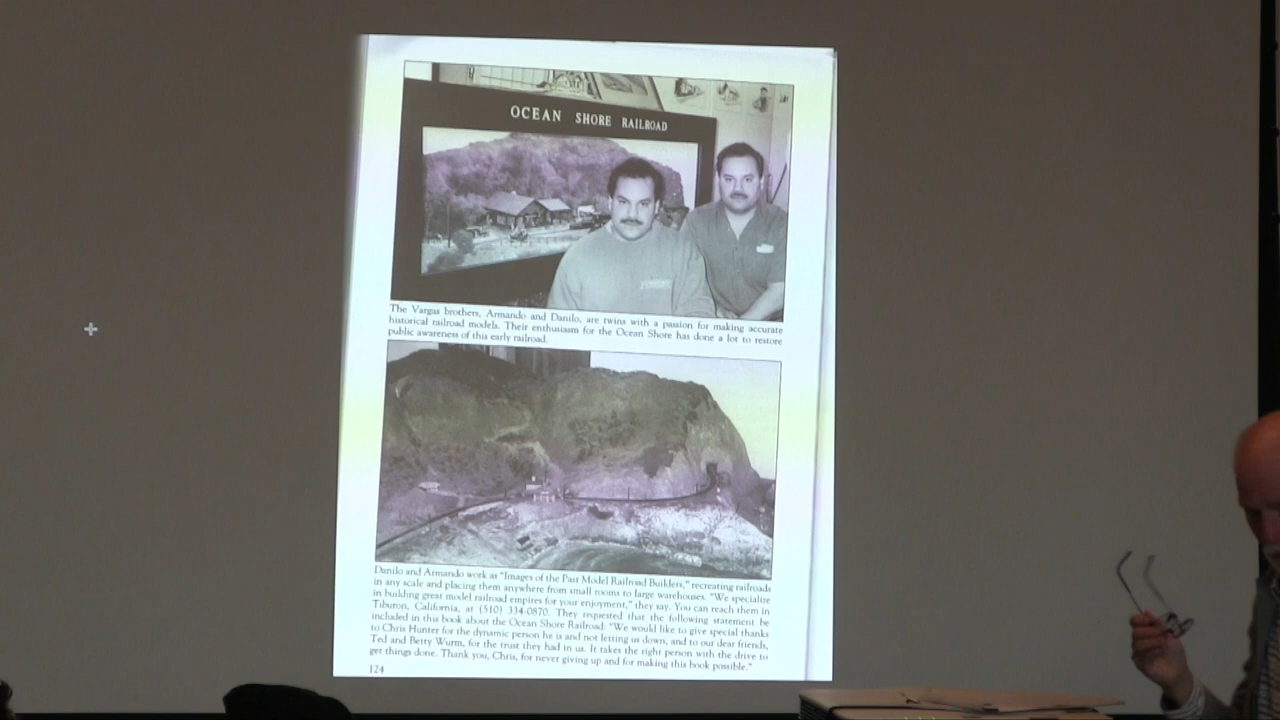 OCEAN SHORE RAILROAD
The Vargas brothers, Armando and Danilo, are twins with a passion for making accurate
historical railroad models. Their enthusiasm for the Ocean Shore has done a lot to restore
public awareness of this early railroad.
Danilo and Armando work as "Images of the Past Model Railroad Builders," recreating railroads
in any scale and placing them anywhere from small rooms to large warehouses. "We specialize
in building great model railroad empires for your enjoyment," they say. You can reach them in
Tiburon, California, at (510) 334-0870. They requested that the following statement be
included in this book about the Ocean Shore Railroad: "We would like to give special thanks
to Chris Hunter for the dynamic person he is and not letting us down, and to our dear friends,
Ted and Betty Wurm, for the trust they had in us. It takes the right person with the drive to
get things done. Thank you, Chris, for never giving up and for making this book possible."
124